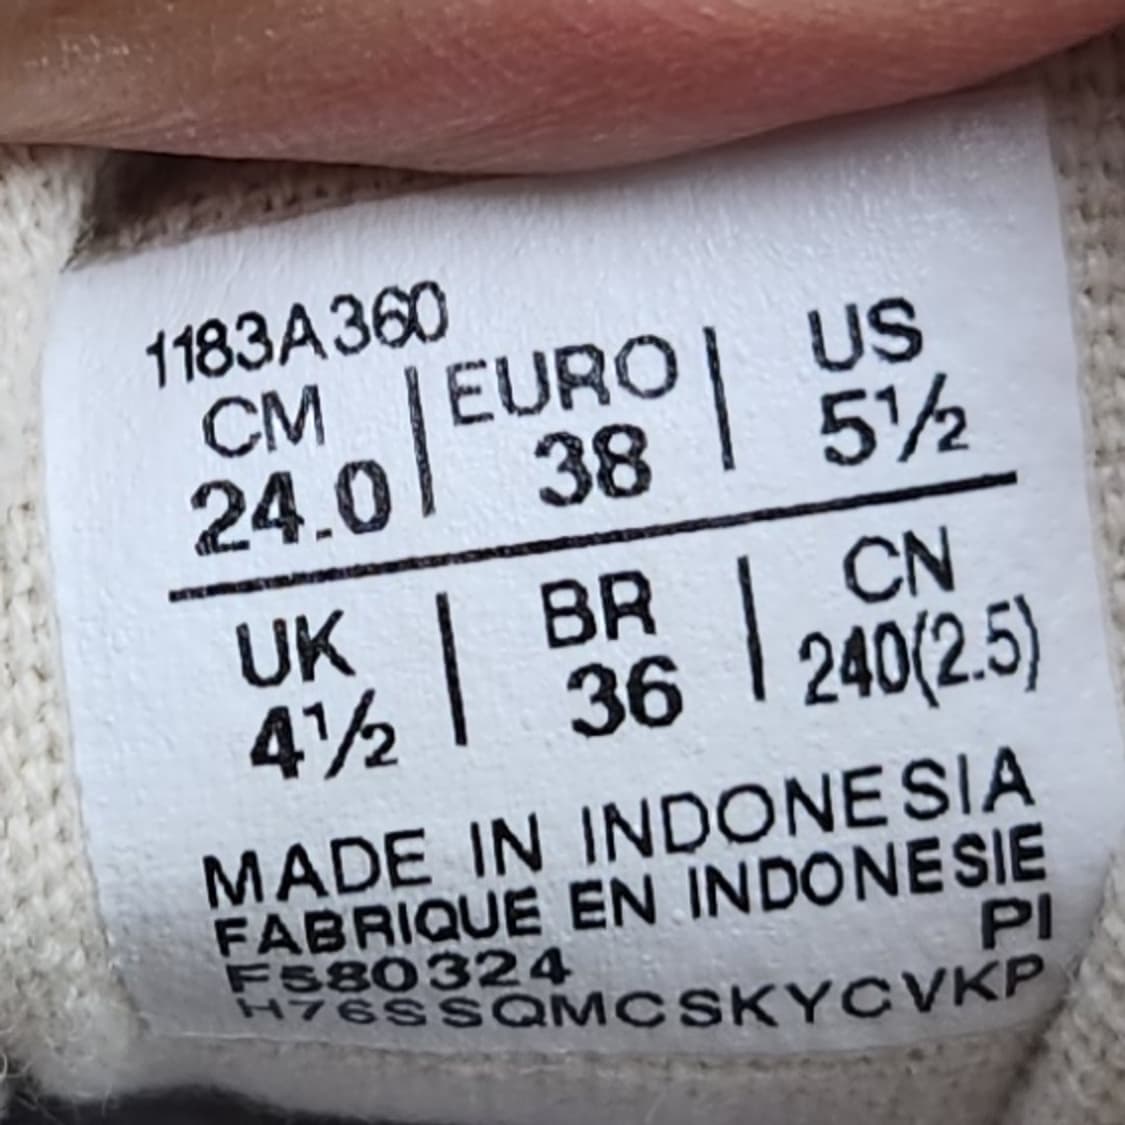 1183A360
CM | EURO | US
24.0 | 38 | 5½
UK | BR | CN
4½ | 36 | 240(2.5)
MADE IN INDONESIA
FABRIQUE EN INDONESIE
PI
F580324
H76SSQMCSKYCVKP